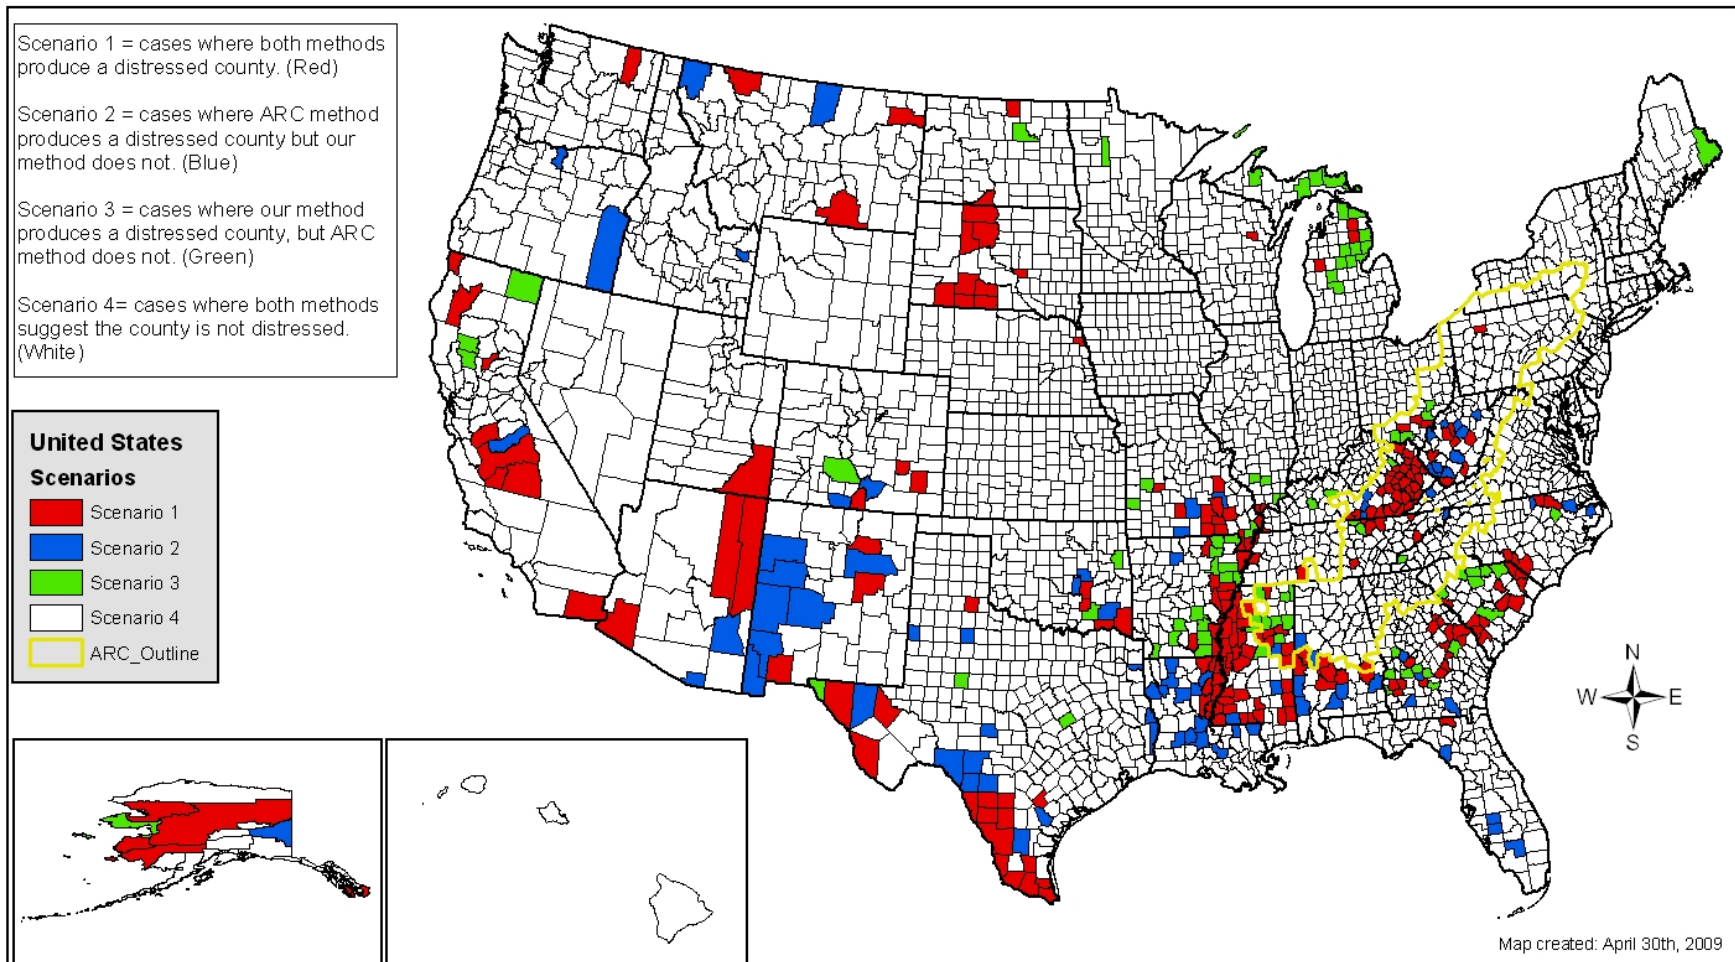 Scenario 1 = cases where both methods
produce a distressed county. (Red)
Scenario 2 = cases where ARC method
produces a distressed county but our
method does not. (Blue)
Scenario 3 = cases where our method
produces a distressed county, but ARC
method does not. (Green)
Scenario 4= cases where both methods
suggest the county is not distressed.
(White)
United States
Scenarios
Scenario 1
Scenario 2
Scenario 3
Scenario 4
ARC_Outline
N
W E
S
Map created: April 30th, 2009